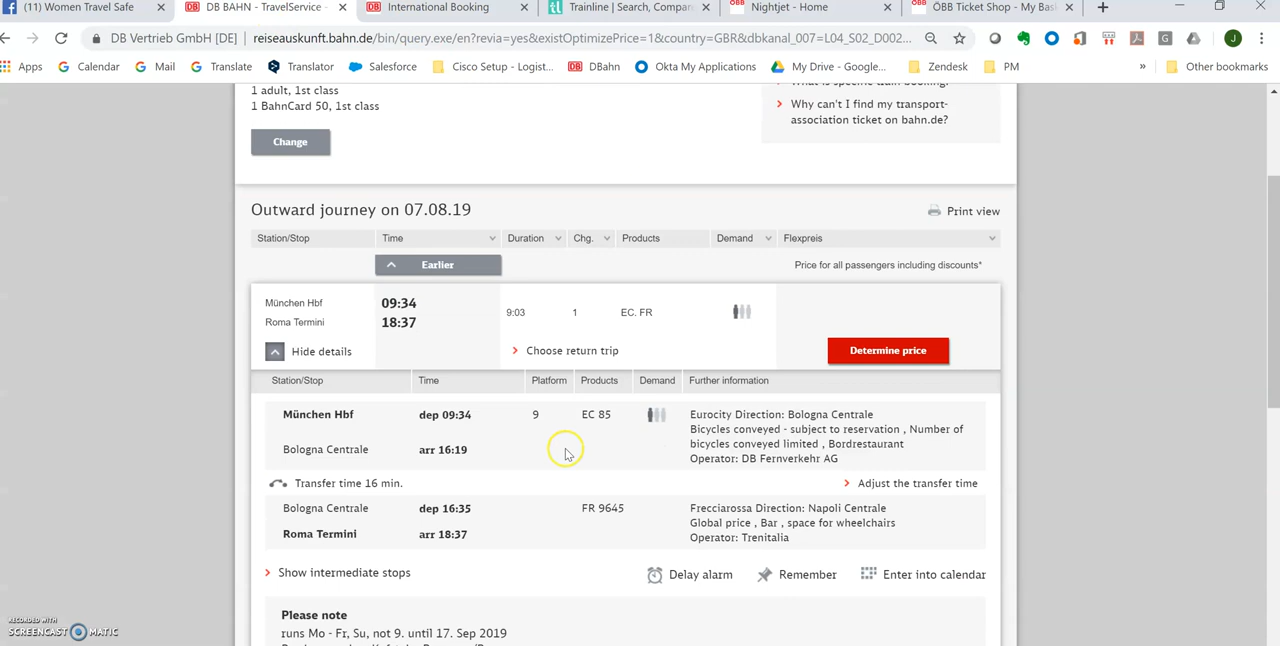 (11) Women Travel Safe
DB BAHN - TravelService -
International Booking
Trainline | Search, Compar
Nightjet - Home
ÖBB Ticket Shop - My Bas
DB Vertrieb GmbH [DE] | reiseauskunft.bahn.de/bin/query.exe/en?revia=yes&existOptimizePrice=1&country=GBR&dbkanal_007=L04_S02_D002...
Apps Calendar Mail Translate Translator Salesforce Cisco Setup - Logist... DBahn Okta My Applications My Drive - Google... Zendesk PM » Other bookmarks
1 adult, 1st class
1 BahnCard 50, 1st class
Change
What is specific train booking?
Why can't I find my transport-
association ticket on bahn.de?
Outward journey on 07.08.19
Print view
Station/Stop Time Duration Chg. Products Demand Flexpreis
Earlier
Price for all passengers including discounts*
München Hbf 09:34
Roma Termini 18:37
9:03 1 EC. FR
Hide details
Choose return trip
Determine price
Station/Stop Time Platform Products Demand Further information
München Hbf dep 09:34 9 EC 85 Eurocity Direction: Bologna Centrale
Bicycles conveyed - subject to reservation , Number of
bicycles conveyed limited , Bordrestaurant
Operator: DB Fernverkehr AG
Bologna Centrale arr 16:19
Transfer time 16 min.
Adjust the transfer time
Bologna Centrale dep 16:35 FR 9645 Frecciarossa Direction: Napoli Centrale
Global price , Bar , space for wheelchairs
Operator: Trenitalia
Roma Termini arr 18:37
Show intermediate stops
Delay alarm Remember Enter into calendar
Please note
runs Mo - Fr, Su, not 9. until 17. Sep 2019
RECORDED WITH
SCREENCAST MATIC